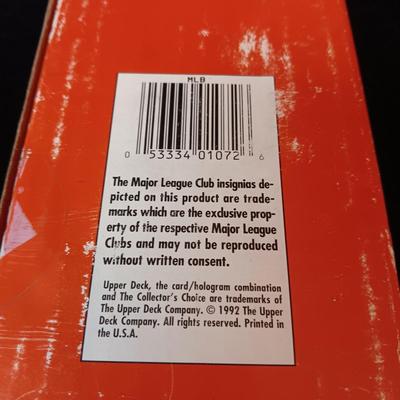 MLB
0 53334 01072 6
The Major League Club insignias de-
picted on this product are trade-
marks which are the exclusive prop-
erty of the respective Major League
Clubs and may not be reproduced
without written consent.
Upper Deck, the card/hologram combination
and The Collector's Choice are trademarks of
The Upper Deck Company. © 1992 The Upper
Deck Company. All rights reserved. Printed in
the U.S.A.